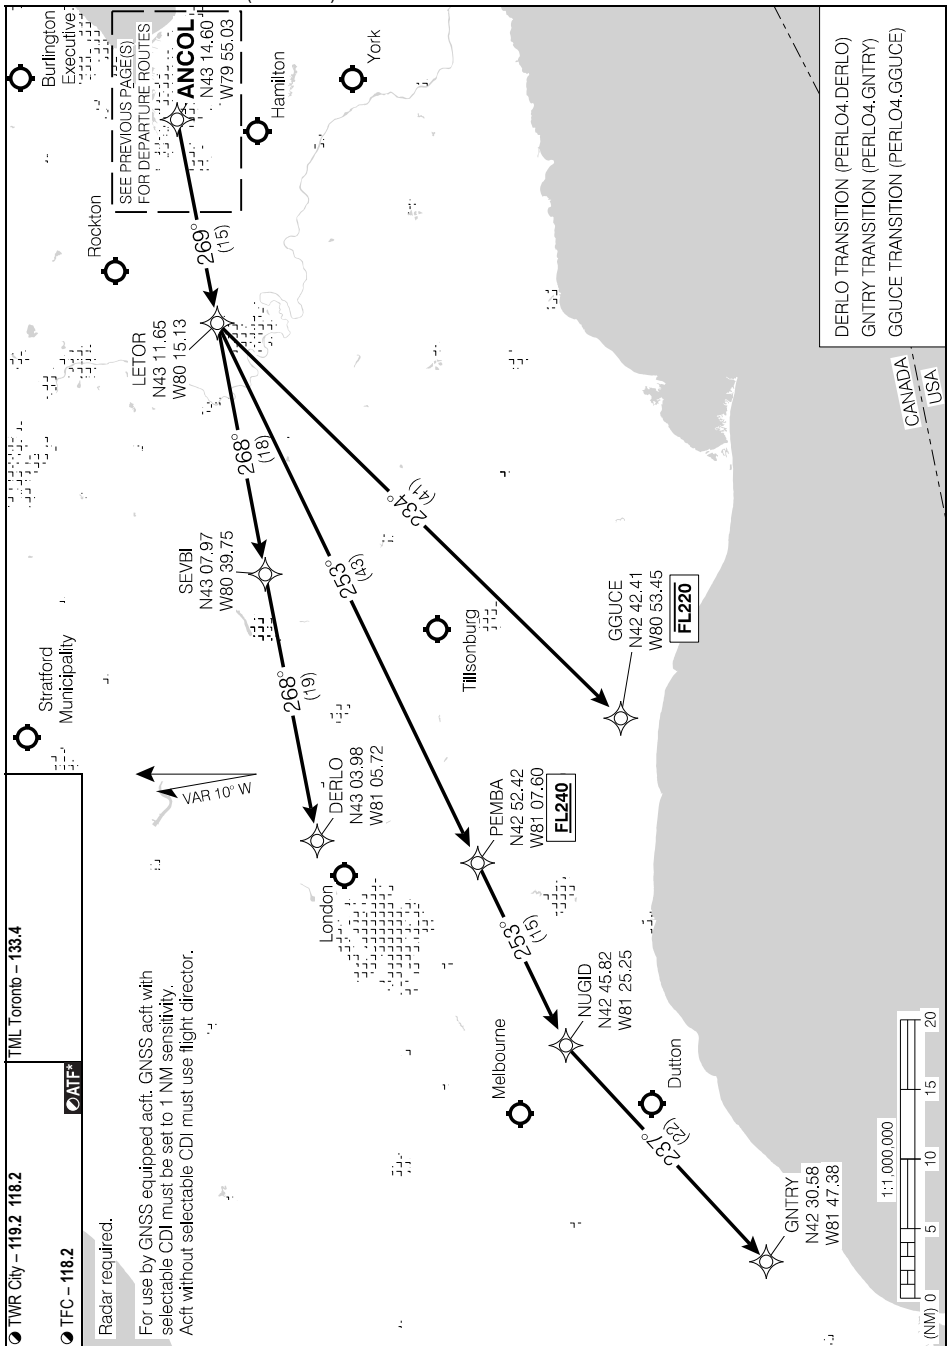 TWR City – 119.2 118.2
TML Toronto – 133.4
TFC – 118.2
ATF*
Radar required.
For use by GNSS equipped acft. GNSS acft with
selectable CDI must be set to 1 NM sensitivity.
Acft without selectable CDI must use flight director.
VAR 10° W
Stratford
Municipality
Rockton
Burlington
Executive
SEE PREVIOUS PAGE(S)
FOR DEPARTURE ROUTES
ANCOL
N43 14.60
W79 55.03
Hamilton
York
269°
(15)
LETOR
N43 11.65
W80 15.13
268°
(18)
SEVBI
N43 07.97
W80 39.75
268°
(19)
DERLO
N43 03.98
W81 05.72
London
253°
(43)
234°
(41)
Tillsonburg
PEMBA
N42 52.42
W81 07.60
FL240
GGUCE
N42 42.41
W80 53.45
FL220
253°
(15)
NUGID
N42 45.82
W81 25.25
Melbourne
Dutton
237°
(22)
GNTRY
N42 30.58
W81 47.38
1:1,000,000
(NM) 0 5 10 15 20
CANADA
USA
DERLO TRANSITION (PERLO4.DERLO)
GNTRY TRANSITION (PERLO4.GNTRY)
GGUCE TRANSITION (PERLO4.GGUCE)